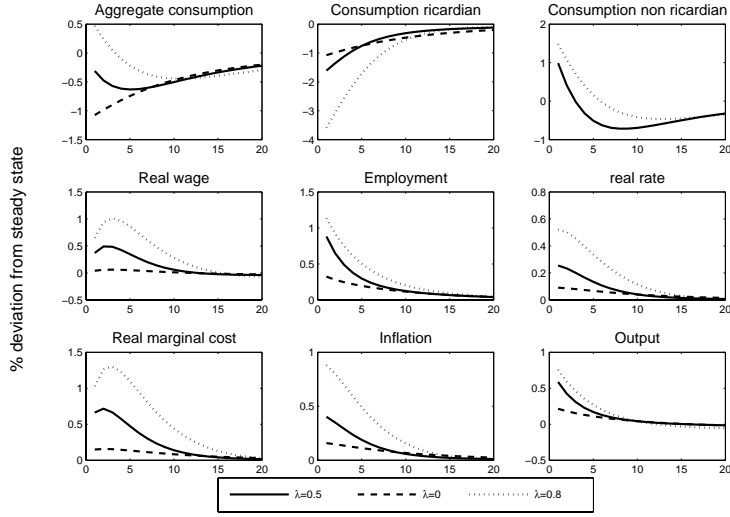 Aggregate consumption
Consumption ricardian
Consumption non ricardian
0.5
0
−0.5
−1
−1.5
0 5 10 15 20
0
−1
−2
−3
−4
0 5 10 15 20
2
1
0
−1
0 5 10 15 20
% deviation from steady state
Real wage
Employment
real rate
1.5
1
0.5
0
−0.5
0 5 10 15 20
1.5
1
0.5
0
0 5 10 15 20
0.8
0.6
0.4
0.2
0
0 5 10 15 20
Real marginal cost
Inflation
Output
1.5
1
0.5
0
0 5 10 15 20
1
0.5
0
0 5 10 15 20
1
0.5
0
−0.5
0 5 10 15 20
λ=0.5 λ=0 λ=0.8